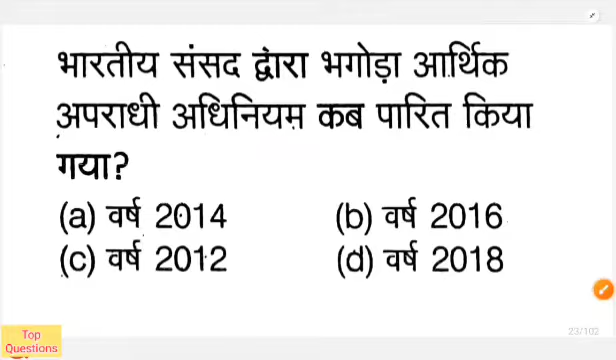 भारतीय संसद द्वारा भगोड़ा आर्थिक
अपराधी अधिनियम कब पारित किया
गया?
(a) वर्ष 2014 (b) वर्ष 2016
(c) वर्ष 2012 (d) वर्ष 2018
23/102
Top
Questions